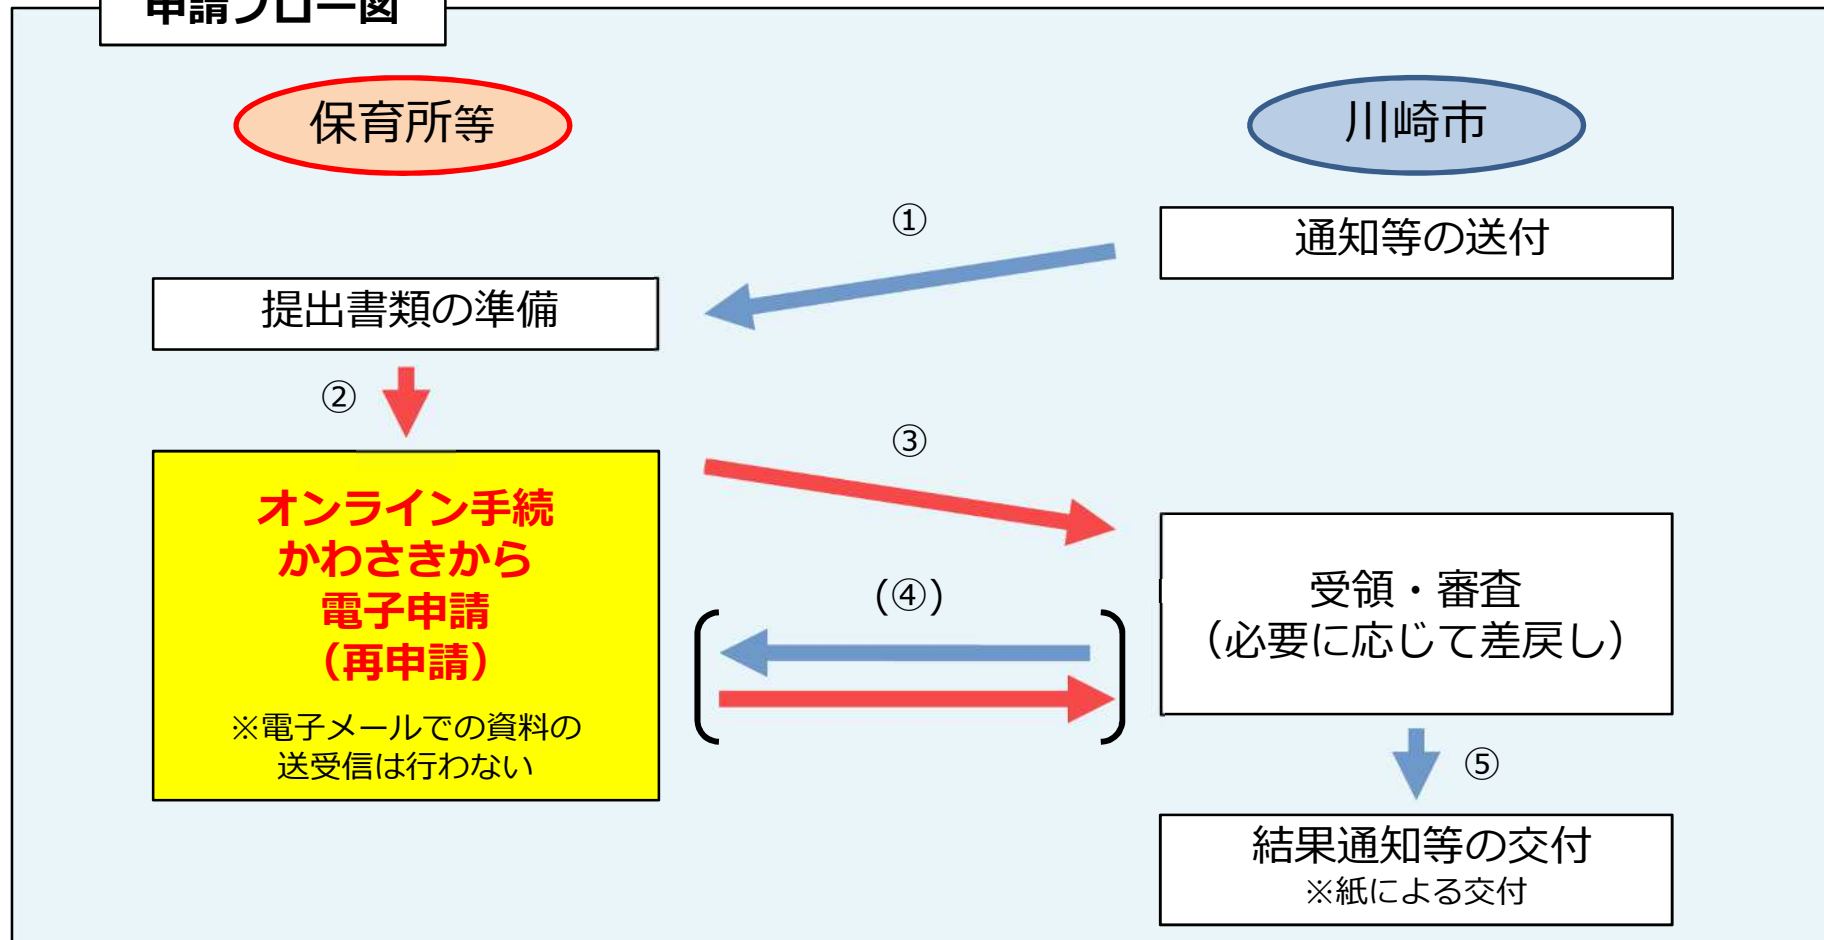 申請フロー図
保育所等
川崎市
①
通知等の送付
提出書類の準備
②
③
オンライン手続
かわさきから
電子申請
（再申請）
※電子メールでの資料の
送受信は行わない
(④)
受領・審査
（必要に応じて差戻し）
⑤
結果通知等の交付
※紙による交付